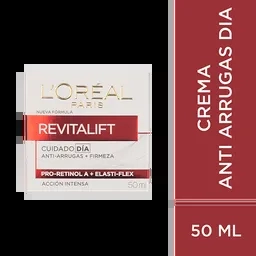 L'ORÉAL
PARIS
NUEVA FÓRMULA
REVITALIFT
CUIDADO DÍA
ANTI-ARRUGAS + FIRMEZA
PRO-RETINOL A + ELASTI-FLEX
ACCIÓN INTENSA
50 ml
CREMA
ANTI ARRUGAS DIA
50 ML